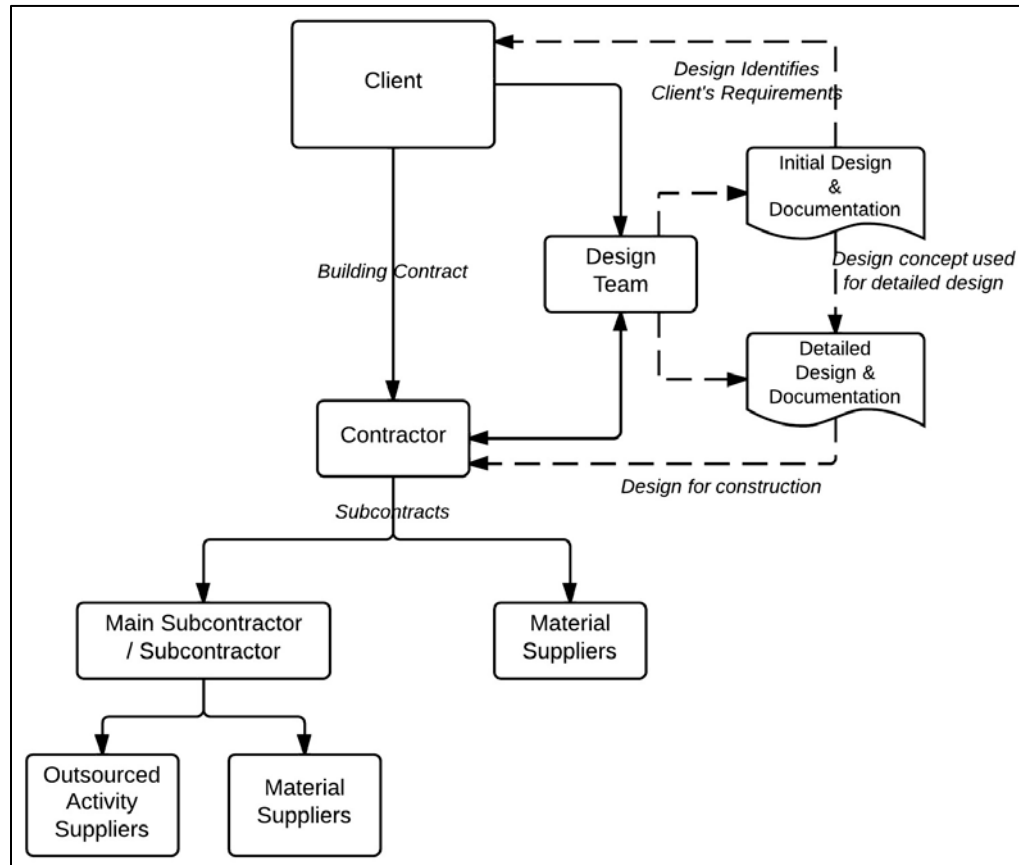 Client
Design Identifies
Client's Requirements
Initial Design
&
Documentation
Building Contract
Design
Team
Design concept used
for detailed design
Detailed
Design &
Documentation
Contractor
Design for construction
Subcontracts
Main Subcontractor
/ Subcontractor
Material
Suppliers
Outsourced
Activity
Suppliers
Material
Suppliers